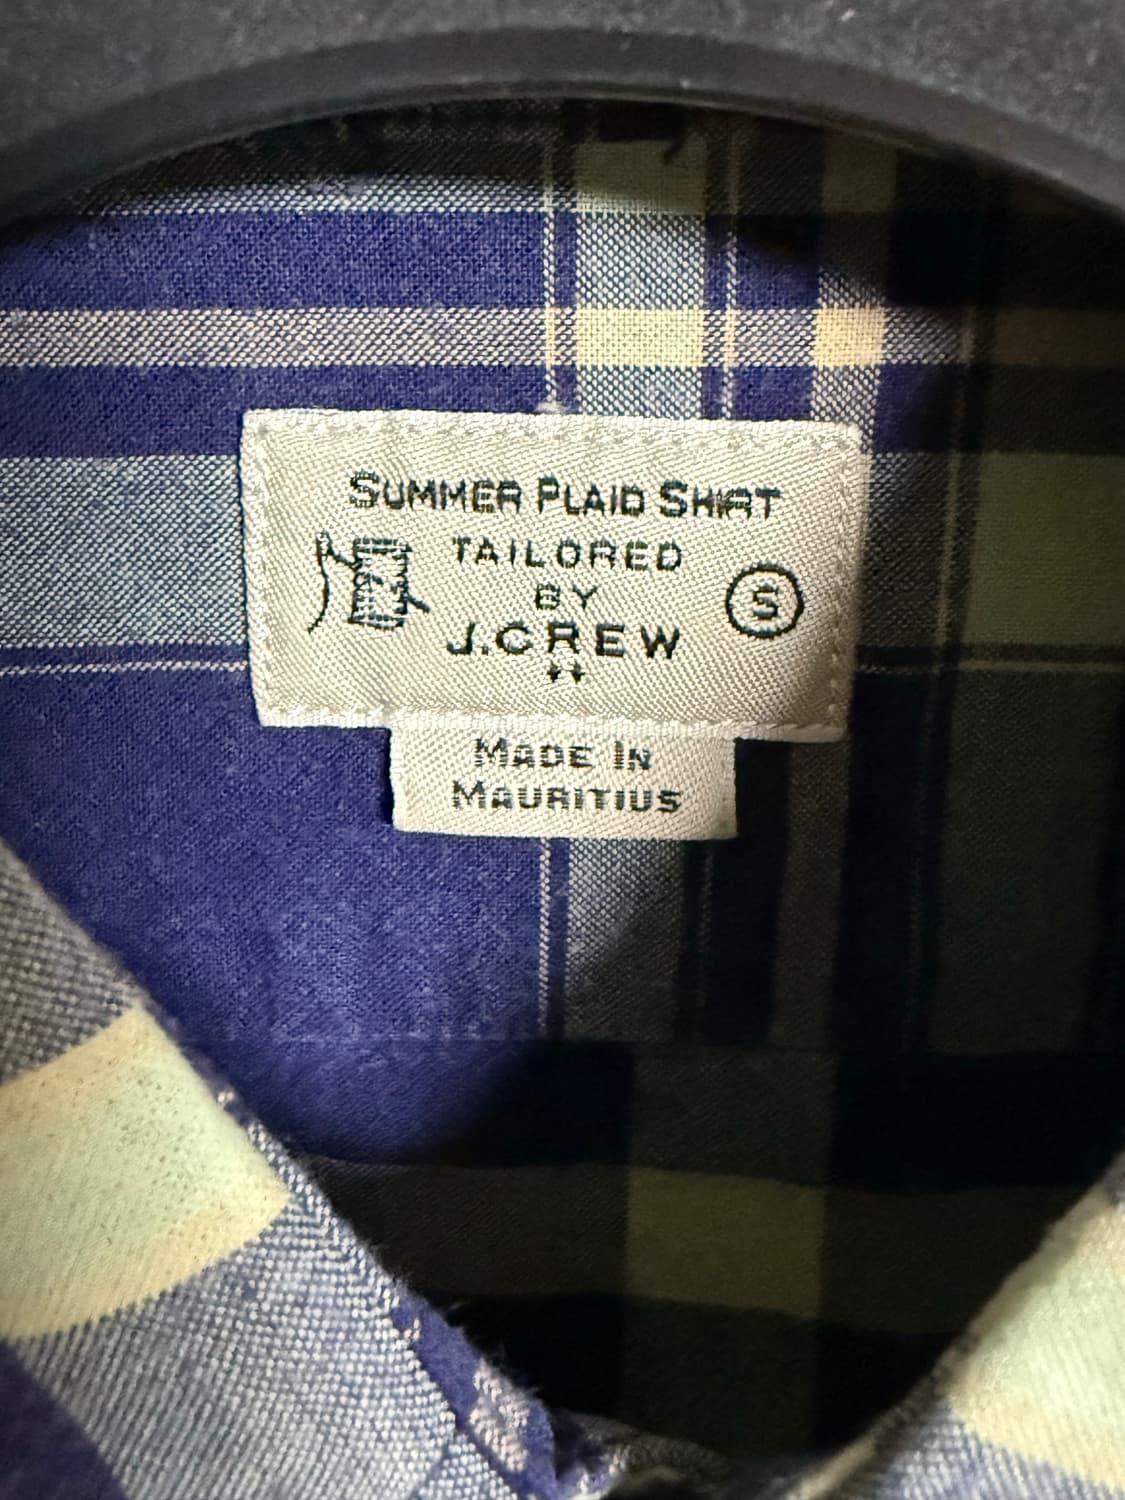 SUMMER PLAID SHIRT
TAILORED
BY
J.CREW
S
MADE IN
MAURITIUS